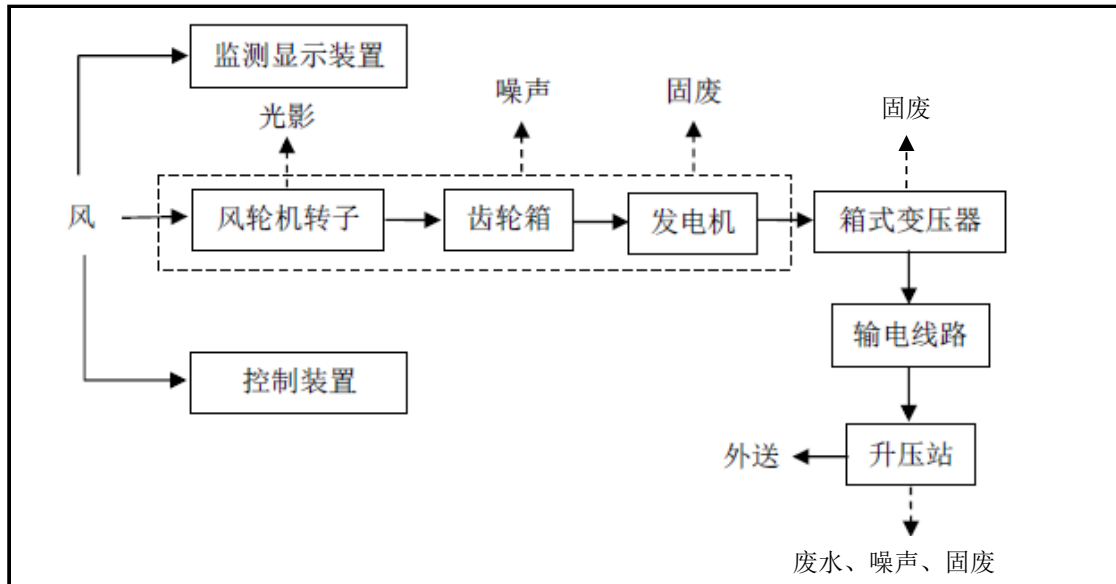 监测显示装置
噪声
固废
固废
光影
风
风轮机转子
齿轮箱
发电机
箱式变压器
输电线路
控制装置
外送
升压站
废水、噪声、固废